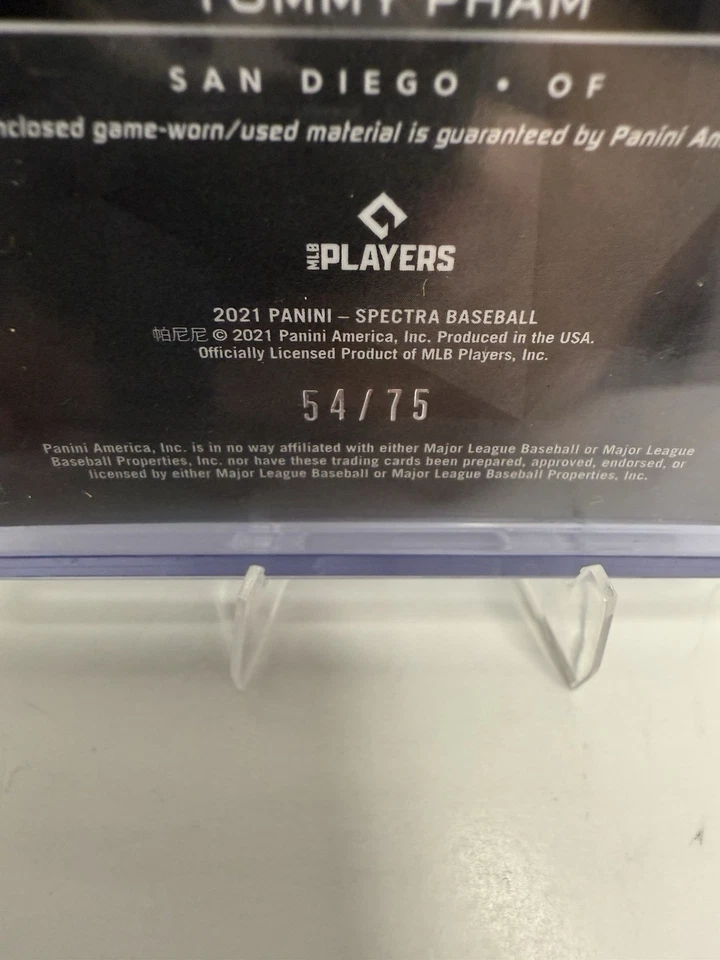 TOMMY PHAM
SAN DIEGO • OF
nclosed game-worn/used material is guaranteed by Panini Am
MLB PLAYERS
2021 PANINI – SPECTRA BASEBALL
帕尼尼 © 2021 Panini America, Inc. Produced in the USA.
Officially Licensed Product of MLB Players, Inc.
54/75
Panini America, Inc. is in no way affiliated with either Major League Baseball or Major League
Baseball Properties, Inc. nor have these trading cards been prepared, approved, endorsed, or
licensed by either Major League Baseball or Major League Baseball Properties, Inc.